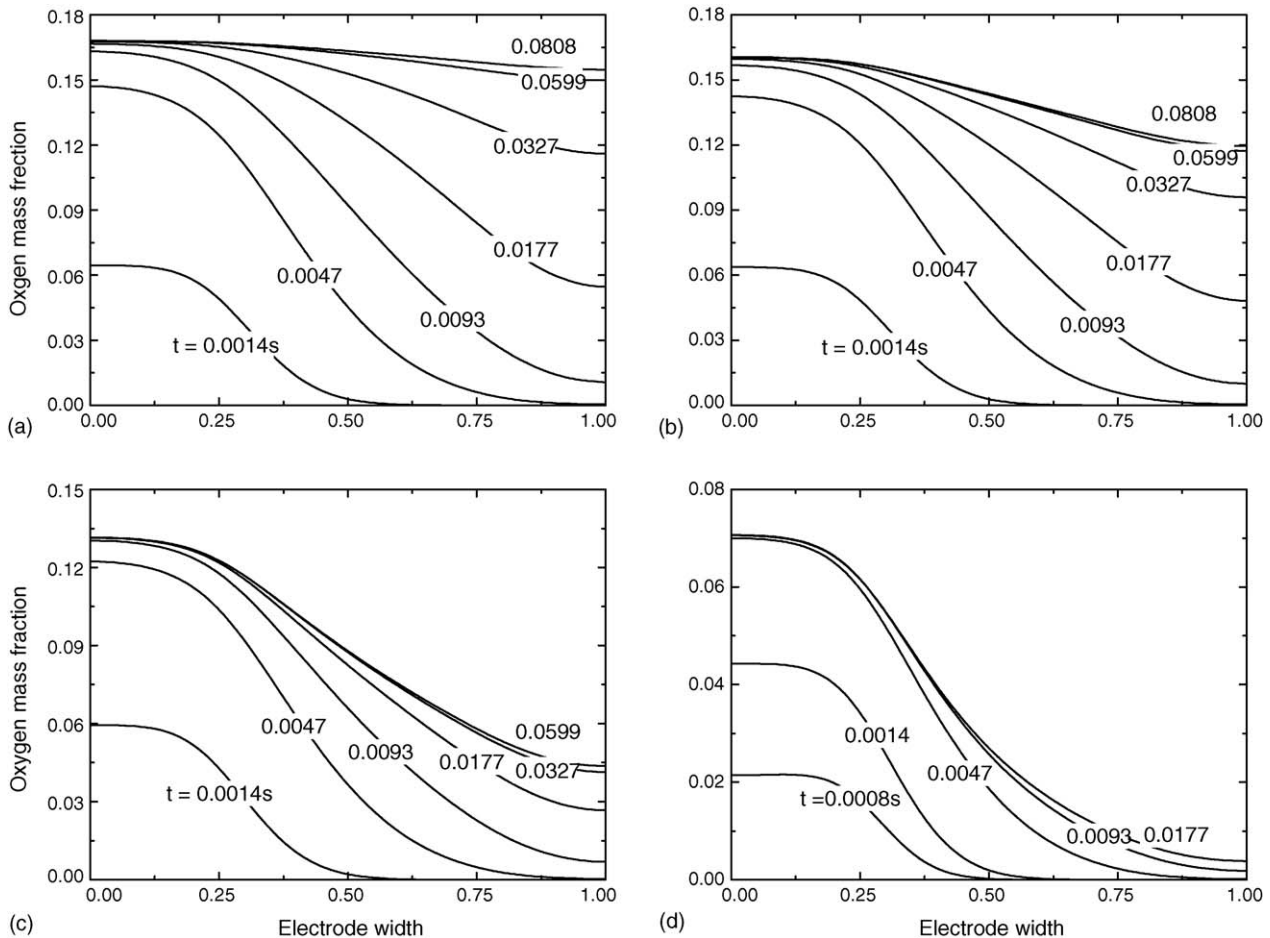 0.18
0.15
0.12
0.09
0.06
0.03
0.00
Oxgen mass frection
0.0808
0.0599
0.0327
0.0177
0.0047
0.0093
t = 0.0014s
0.00 0.25 0.50 0.75 1.00
(a)
0.18
0.15
0.12
0.09
0.06
0.03
0.00
0.0808
0.0599
0.0327
0.0177
0.0047
0.0093
t = 0.0014s
0.00 0.25 0.50 0.75 1.00
(b)
0.15
0.12
0.09
0.06
0.03
0.00
Oxygen mass fraction
0.0599
0.0327
0.0177
0.0047
0.0093
t = 0.0014s
0.00 0.25 0.50 0.75 1.00
(c)
Electrode width
0.08
0.06
0.04
0.02
0.00
0.0014
0.0047
t =0.0008s
0.0093
0.0177
0.00 0.25 0.50 0.75 1.00
(d)
Electrode width